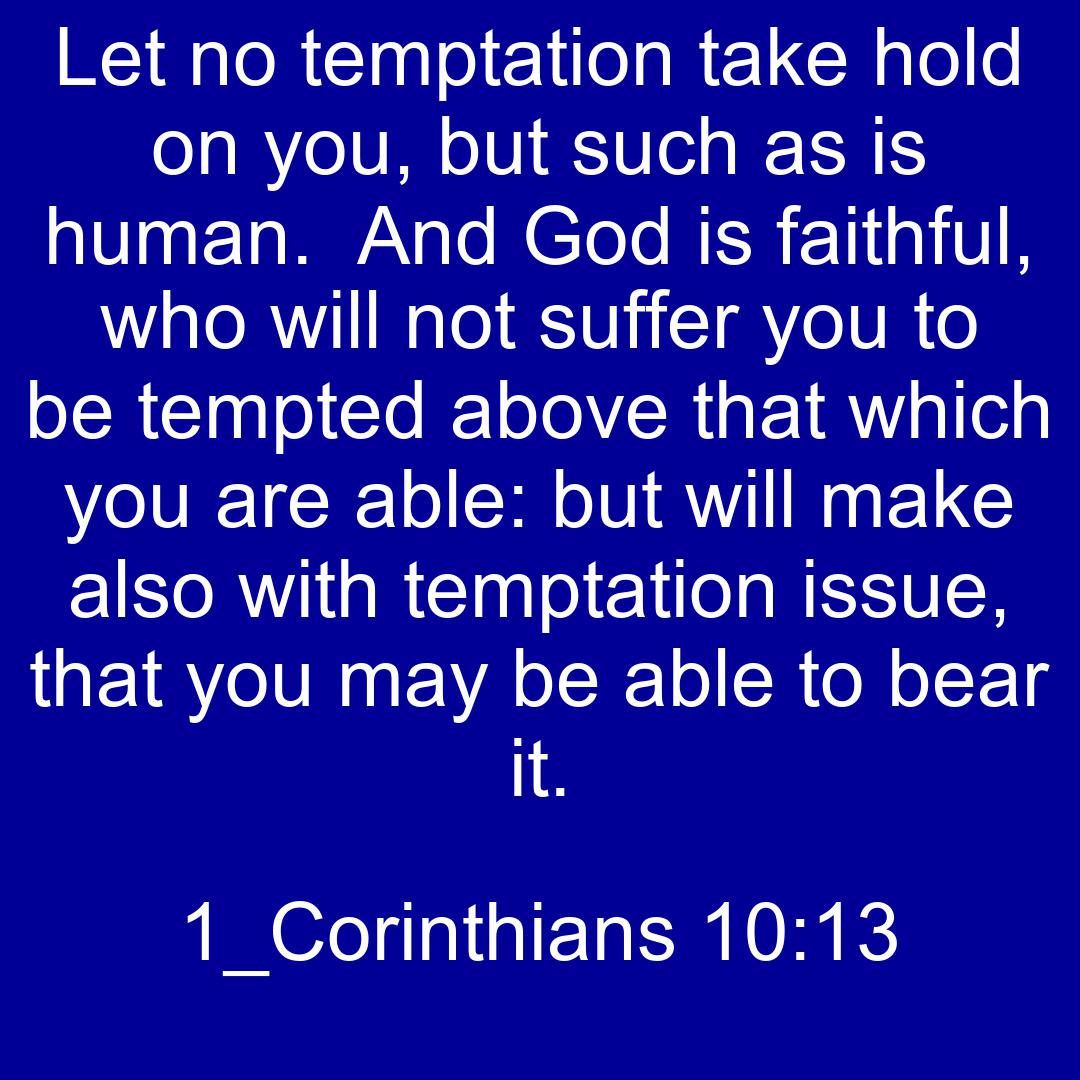 Let no temptation take hold
on you, but such as is
human.  And God is faithful,
who will not suffer you to
be tempted above that which
you are able: but will make
also with temptation issue,
that you may be able to bear
it.
1_Corinthians 10:13